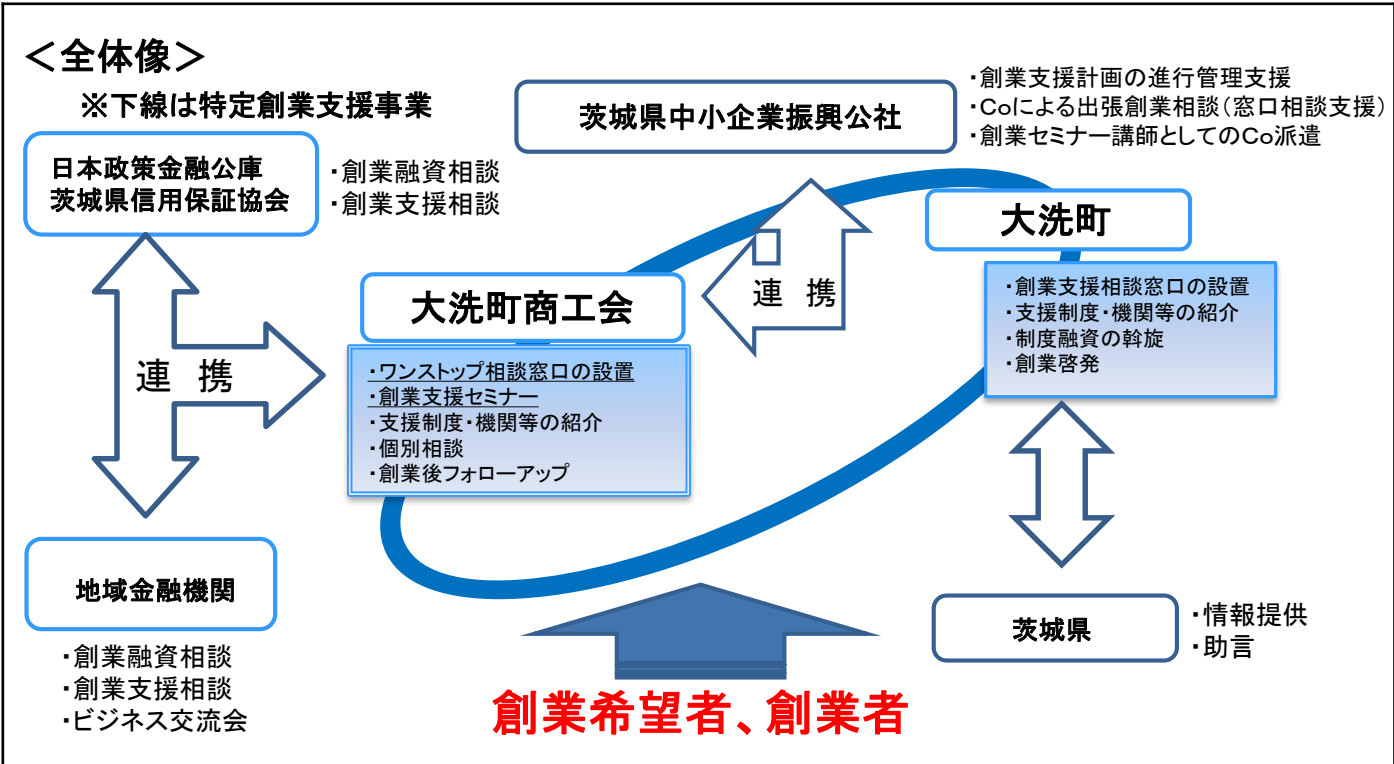 ＜全体像＞
※下線は特定創業支援事業
日本政策金融公庫
茨城県信用保証協会
・創業融資相談
・創業支援相談
茨城県中小企業振興公社
・創業支援計画の進行管理支援
・Coによる出張創業相談（窓口相談支援）
・創業セミナー講師としてのCo派遣
大洗町
・創業支援相談窓口の設置
・支援制度・機関等の紹介
・制度融資の斡旋
・創業啓発
連 携
大洗町商工会
・ワンストップ相談窓口の設置
・創業支援セミナー
・支援制度・機関等の紹介
・個別相談
・創業後フォローアップ
連 携
地域金融機関
・創業融資相談
・創業支援相談
・ビジネス交流会
茨城県
・情報提供
・助言
創業希望者、創業者